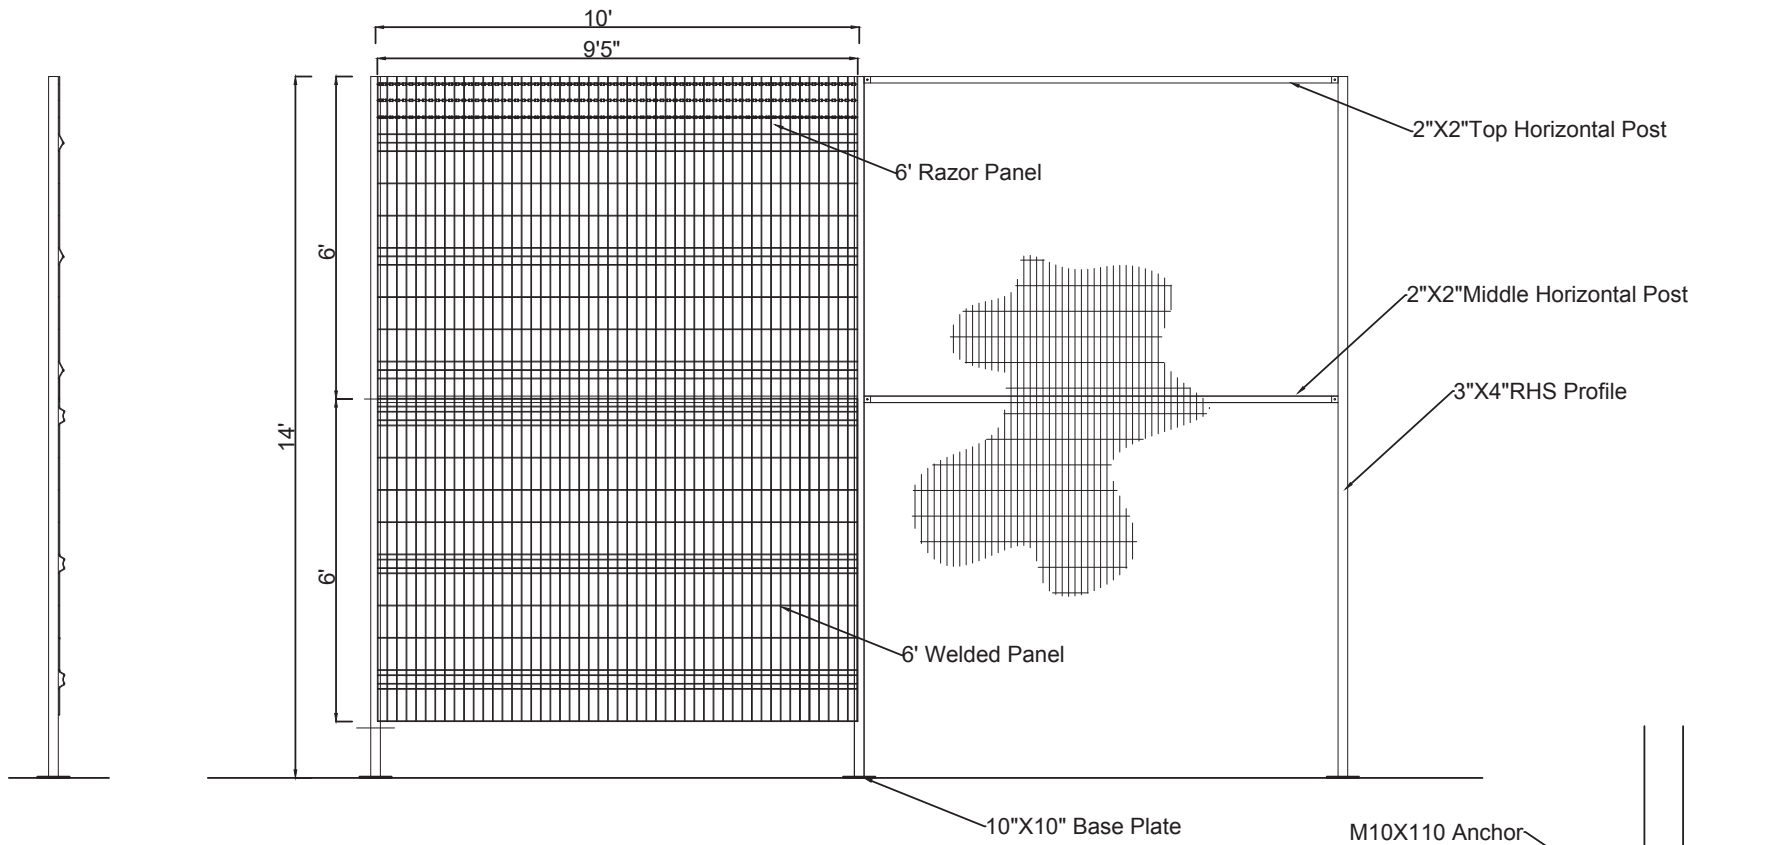 10'
9'5"
2"X2"Top Horizontal Post
6' Razor Panel
6'
2"X2"Middle Horizontal Post
3"X4"RHS Profile
14'
6'
6' Welded Panel
10"X10" Base Plate
M10X110 Anchor